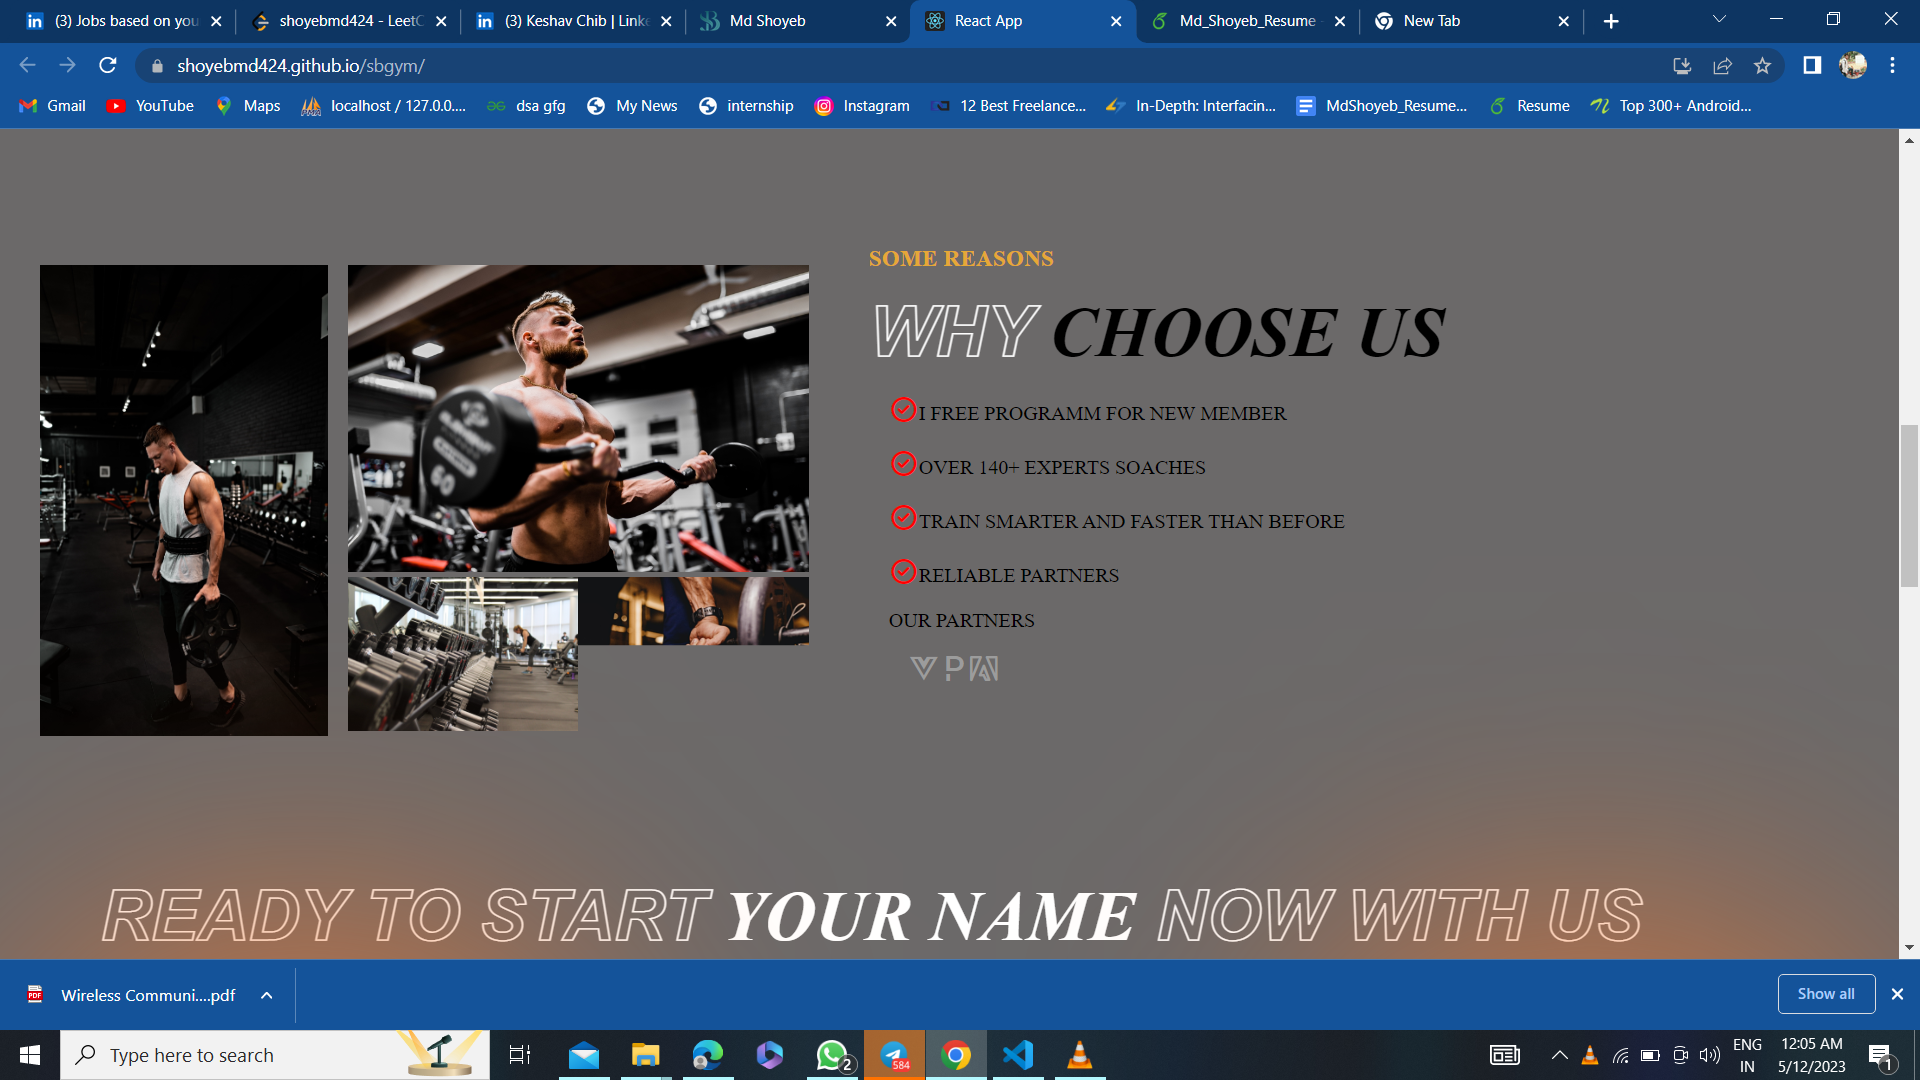 (3) Jobs based on you
shoyebmd424 - LeetC
(3) Keshav Chib | Linke
Md Shoyeb
React App
Md_Shoyeb_Resume -
New Tab
shoyebmd424.github.io/sbgym/
Gmail
YouTube
Maps
localhost / 127.0.0....
dsa gfg
My News
internship
Instagram
12 Best Freelance...
In-Depth: Interfacin...
MdShoyeb_Resume...
Resume
Top 300+ Android...
SOME REASONS
WHY CHOOSE US
I FREE PROGRAMM FOR NEW MEMBER
OVER 140+ EXPERTS SOACHES
TRAIN SMARTER AND FASTER THAN BEFORE
RELIABLE PARTNERS
OUR PARTNERS
60
READY TO START YOUR NAME NOW WITH US
PDF
Wireless Communi....pdf
Show all
Type here to search
2
584
ENG
IN
12:05 AM
5/12/2023
1